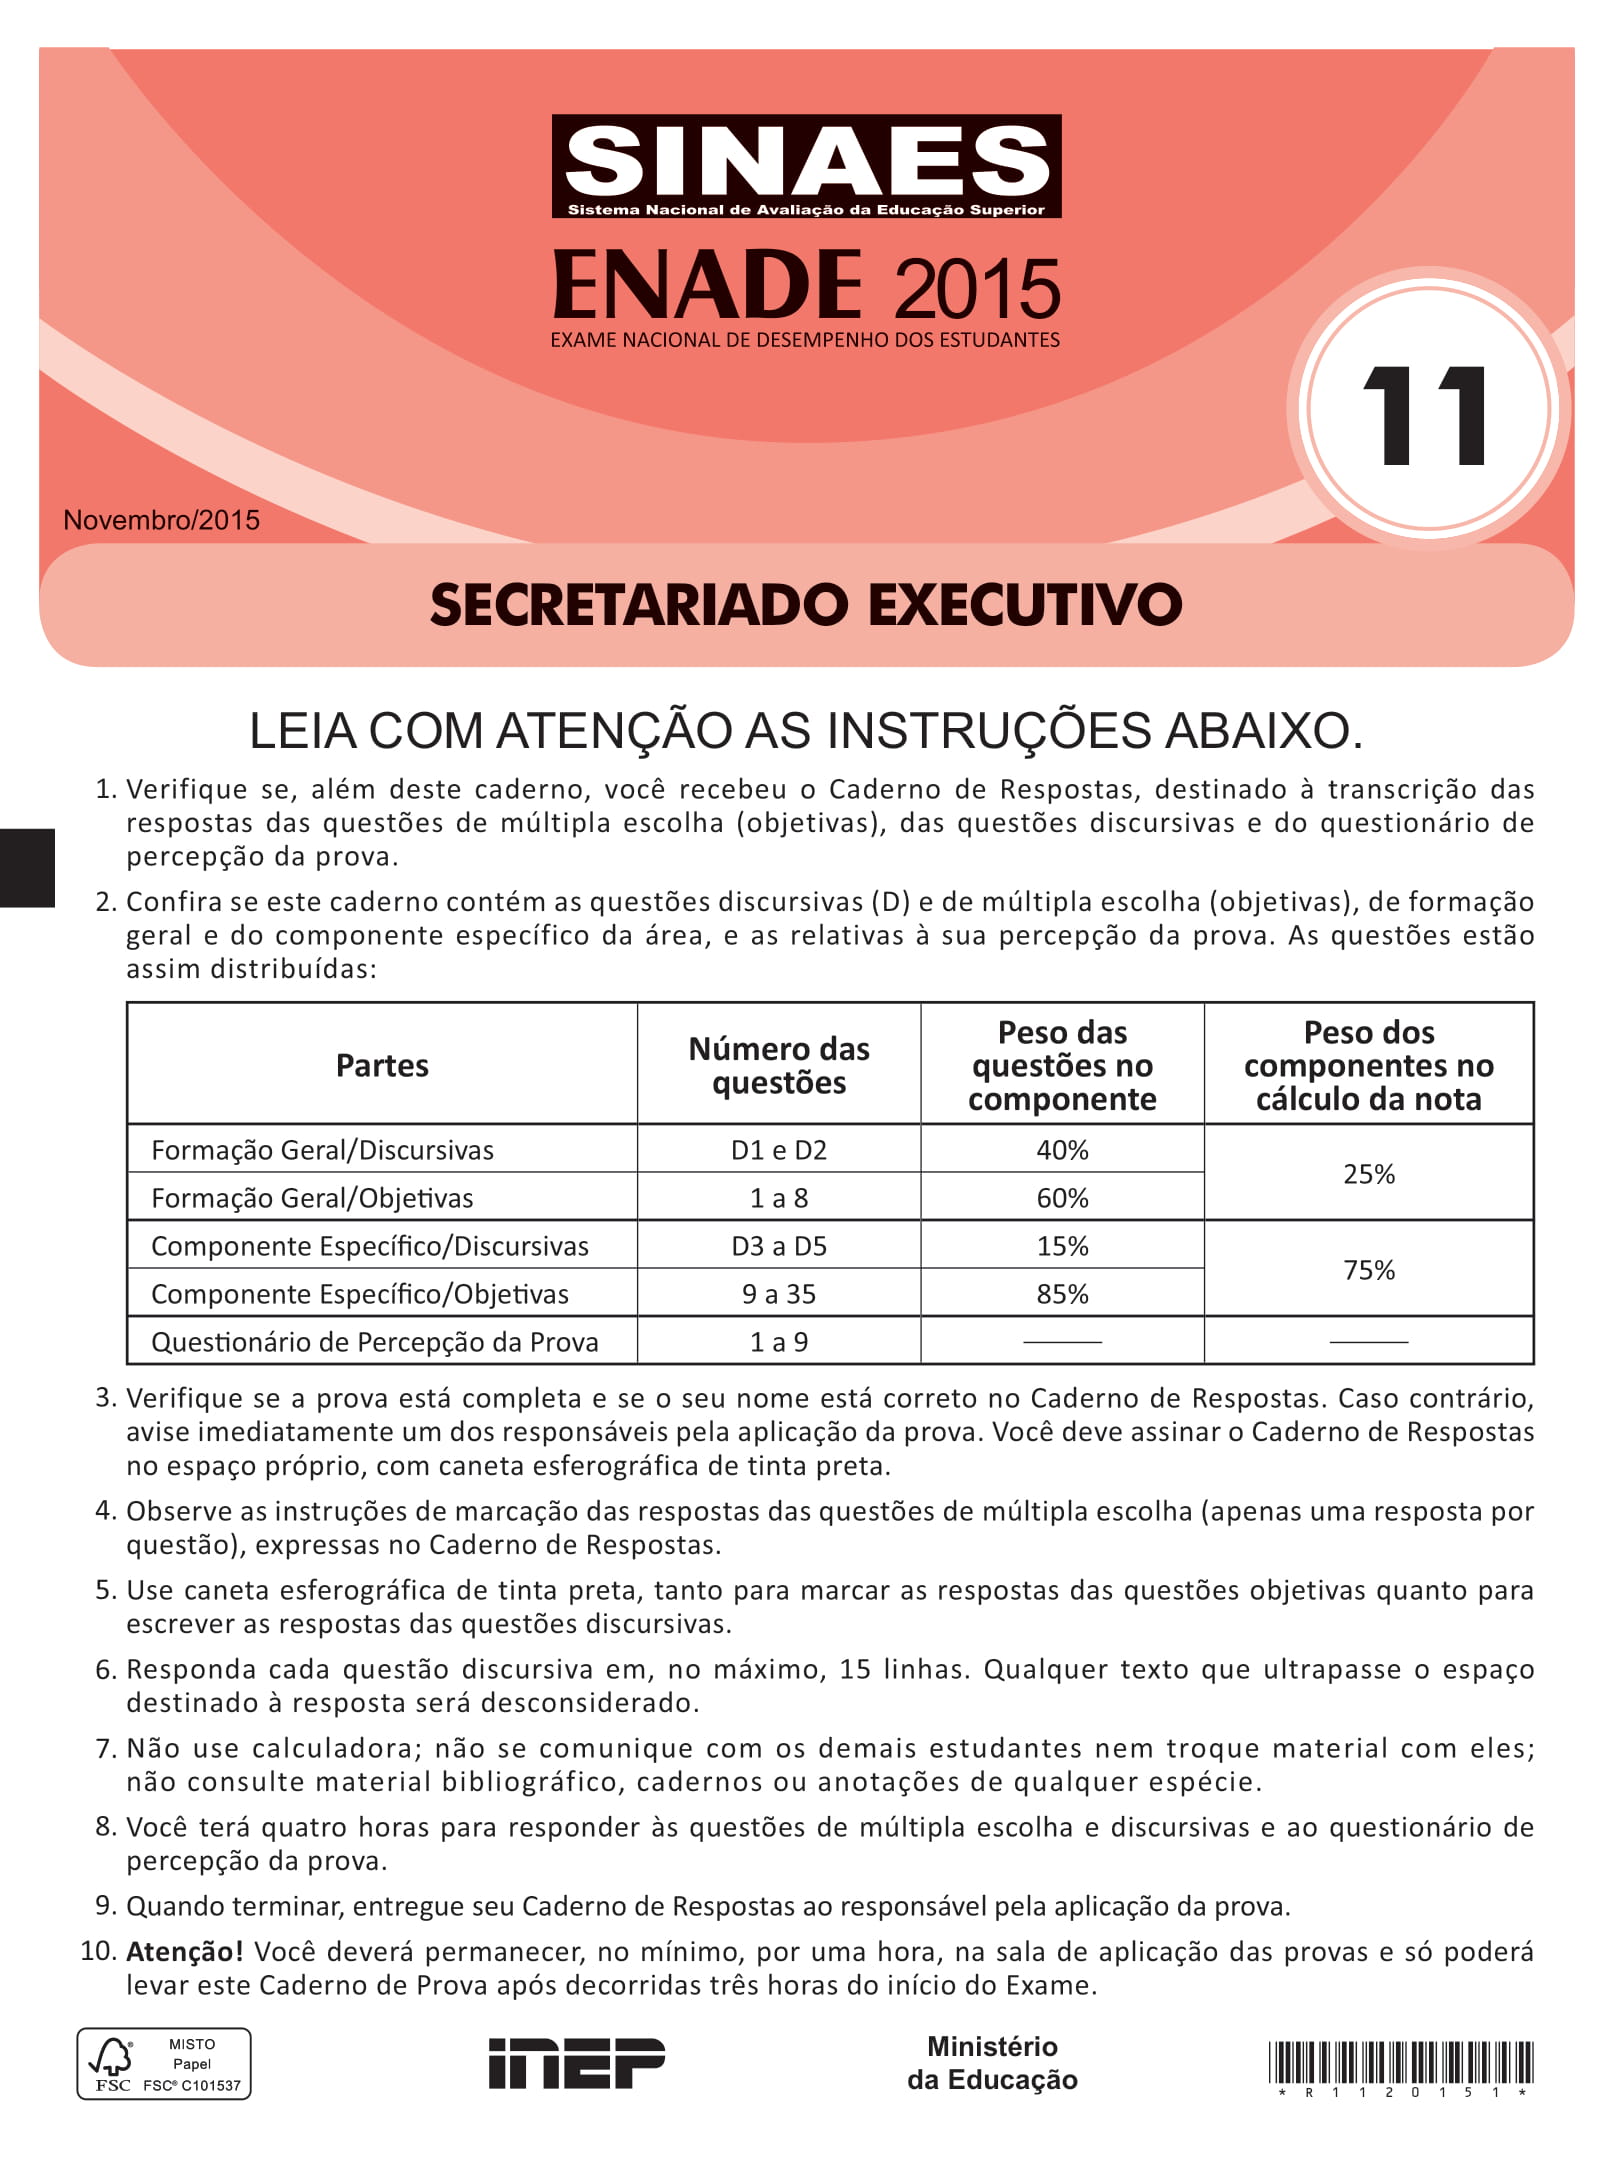 SINAES
Sistema Nacional de Avaliação da Educação Superior
ENADE 2015
EXAME NACIONAL DE DESEMPENHO DOS ESTUDANTES
11
Novembro/2015
SECRETARIADO EXECUTIVO
LEIA COM ATENÇÃO AS INSTRUÇÕES ABAIXO.
1. Verifique se, além deste caderno, você recebeu o Caderno de Respostas, destinado à transcrição das
respostas das questões de múltipla escolha (objetivas), das questões discursivas e do questionário de
percepção da prova.
2. Confira se este caderno contém as questões discursivas (D) e de múltipla escolha (objetivas), de formação
geral e do componente específico da área, e as relativas à sua percepção da prova. As questões estão
assim distribuídas:
Partes
Número das
questões
Peso das
questões no
componente
Peso dos
componentes no
cálculo da nota
Formação Geral/Discursivas D1 e D2 40%
25%
Formação Geral/Objetivas 1 a 8 60%
Componente Específico/Discursivas D3 a D5 15%
75%
Componente Específico/Objetivas 9 a 35 85%
Questionário de Percepção da Prova 1 a 9
3. Verifique se a prova está completa e se o seu nome está correto no Caderno de Respostas. Caso contrário,
avise imediatamente um dos responsáveis pela aplicação da prova. Você deve assinar o Caderno de Respostas
no espaço próprio, com caneta esferográfica de tinta preta.
4. Observe as instruções de marcação das respostas das questões de múltipla escolha (apenas uma resposta por
questão), expressas no Caderno de Respostas.
5. Use caneta esferográfica de tinta preta, tanto para marcar as respostas das questões objetivas quanto para
escrever as respostas das questões discursivas.
6. Responda cada questão discursiva em, no máximo, 15 linhas. Qualquer texto que ultrapasse o espaço
destinado à resposta será desconsiderado.
7. Não use calculadora; não se comunique com os demais estudantes nem troque material com eles;
não consulte material bibliográfico, cadernos ou anotações de qualquer espécie.
8. Você terá quatro horas para responder às questões de múltipla escolha e discursivas e ao questionário de
percepção da prova.
9. Quando terminar, entregue seu Caderno de Respostas ao responsável pela aplicação da prova.
10. Atenção! Você deverá permanecer, no mínimo, por uma hora, na sala de aplicação das provas e só poderá
levar este Caderno de Prova após decorridas três horas do início do Exame.
MISTO
Papel
FSC® C101537
FSC
INEP
Ministério
da Educação
*R1120151*